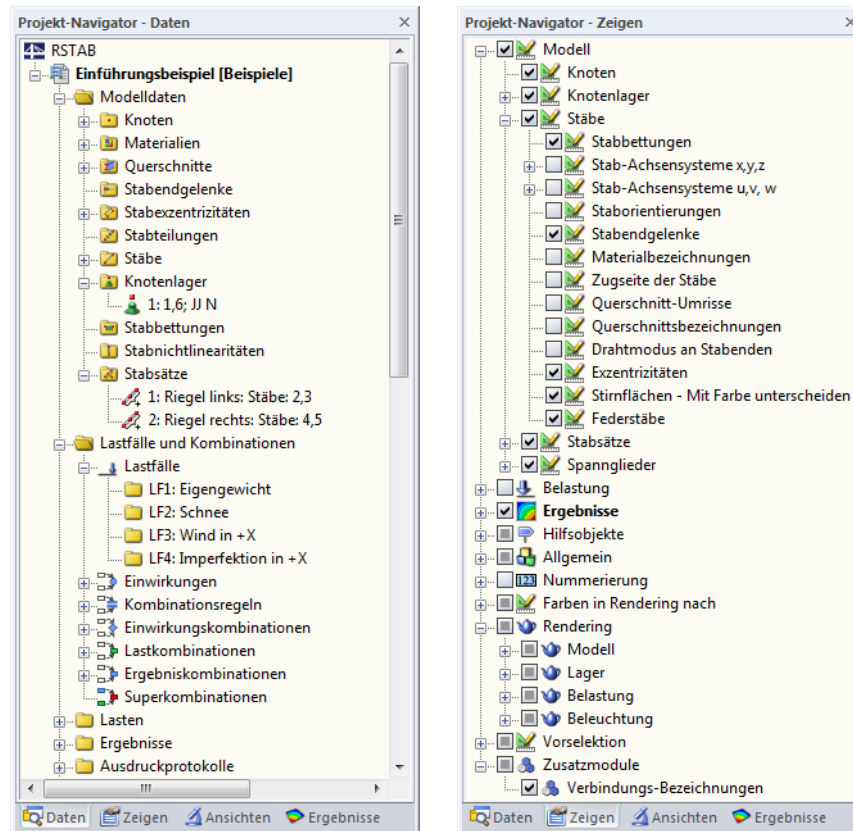 Projekt-Navigator - Daten
RSTAB
Einführungsbeispiel [Beispiele]
Modelldaten
Knoten
Materialien
Querschnitte
Stabendgelenke
Stabexzentrizitäten
Stabteilungen
Stäbe
Knotenlager
1: 1,6; JJ N
Stabbettungen
Stabnichtlinearitäten
Stabsätze
1: Riegel links: Stäbe: 2,3
2: Riegel rechts: Stäbe: 4,5
Lastfälle und Kombinationen
Lastfälle
LF1: Eigengewicht
LF2: Schnee
LF3: Wind in +X
LF4: Imperfektion in +X
Einwirkungen
Kombinationsregeln
Einwirkungskombinationen
Lastkombinationen
Ergebniskombinationen
Superkombinationen
Lasten
Ergebnisse
Ausdruckprotokolle
Daten Zeigen Ansichten Ergebnisse
Projekt-Navigator - Zeigen
Modell
Knoten
Knotenlager
Stäbe
Stabbettungen
Stab-Achsensysteme x,y,z
Stab-Achsensysteme u,v, w
Staborientierungen
Stabendgelenke
Materialbezeichnungen
Zugseite der Stäbe
Querschnitt-Umrisse
Querschnittsbezeichnungen
Drahtmodus an Stabenden
Exzentrizitäten
Stirnflächen - Mit Farbe unterscheiden
Federstäbe
Stabsätze
Spannglieder
Belastung
Ergebnisse
Hilfsobjekte
Allgemein
123 Nummerierung
Farben in Rendering nach
Rendering
Modell
Lager
Belastung
Beleuchtung
Vorselektion
Zusatzmodule
Verbindungs-Bezeichnungen
Daten Zeigen Ansichten Ergebnisse